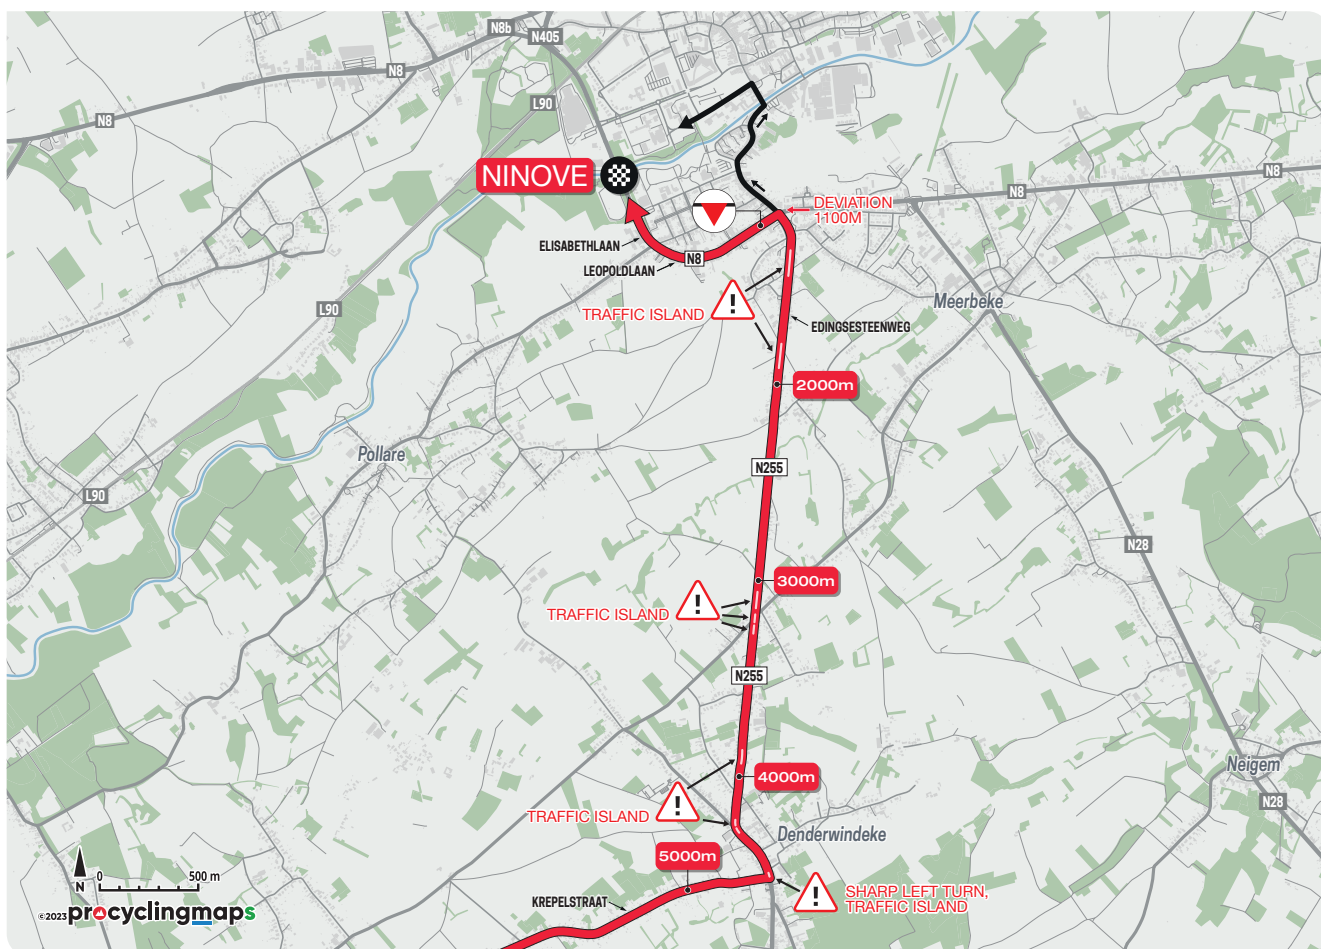 N8b
N405
N8
L90
N8
NINOVE
N8
N8
DEVIATION
1100M
ELISABETHLAAN
LEOPOLDLAAN
N8
TRAFFIC ISLAND
!
EDINGSESTEENWEG
Meerbeke
L90
2000m
Pollare
N255
L90
N28
3000m
TRAFFIC ISLAND
!
N255
4000m
Neigem
N28
TRAFFIC ISLAND
!
Denderwindeke
5000m
KREPELSTRAAT
!
SHARP LEFT TURN,
TRAFFIC ISLAND
N
0 500 m
©2023 procyclingmaps